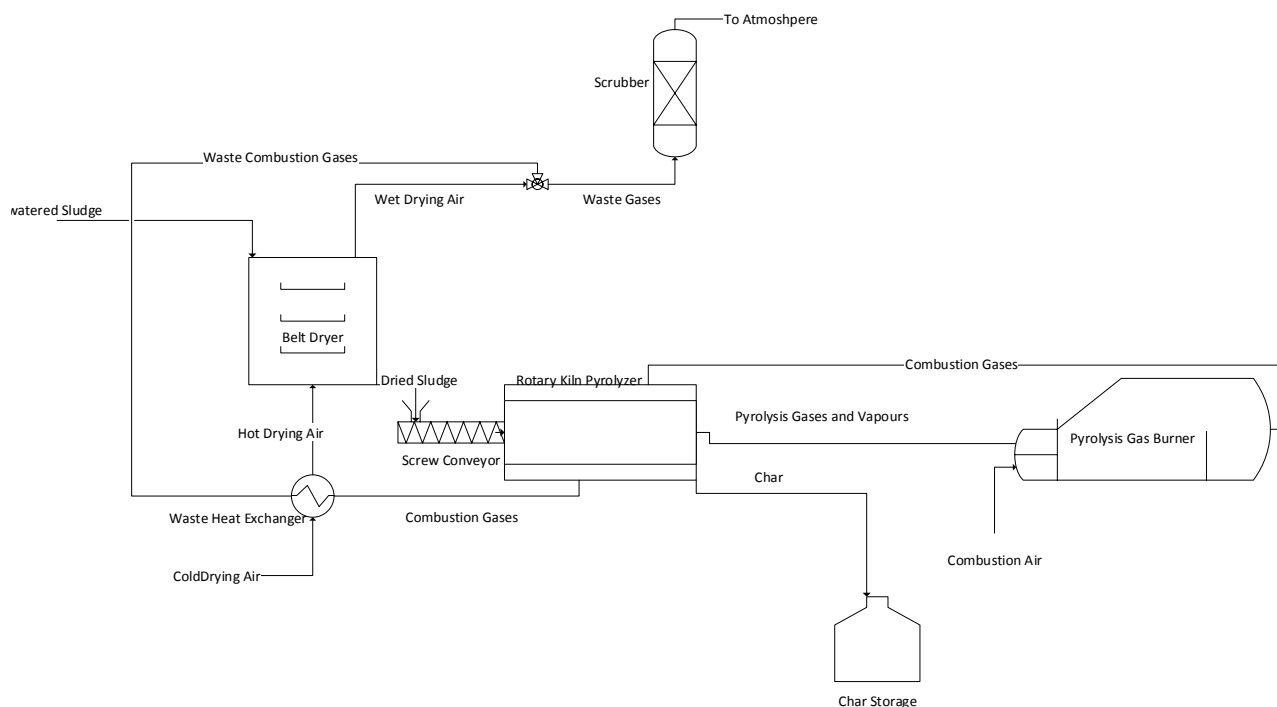 To Atmoshpere
Scrubber
Waste Combustion Gases
Wet Drying Air
Waste Gases
watered Sludge
Belt Dryer
Combustion Gases
Dried Sludge
Rotary Kiln Pyrolyzer
Pyrolysis Gases and Vapours
Hot Drying Air
Pyrolysis Gas Burner
Screw Conveyor
Char
Waste Heat Exchanger
Combustion Gases
Combustion Air
ColdDrying Air
Char Storage